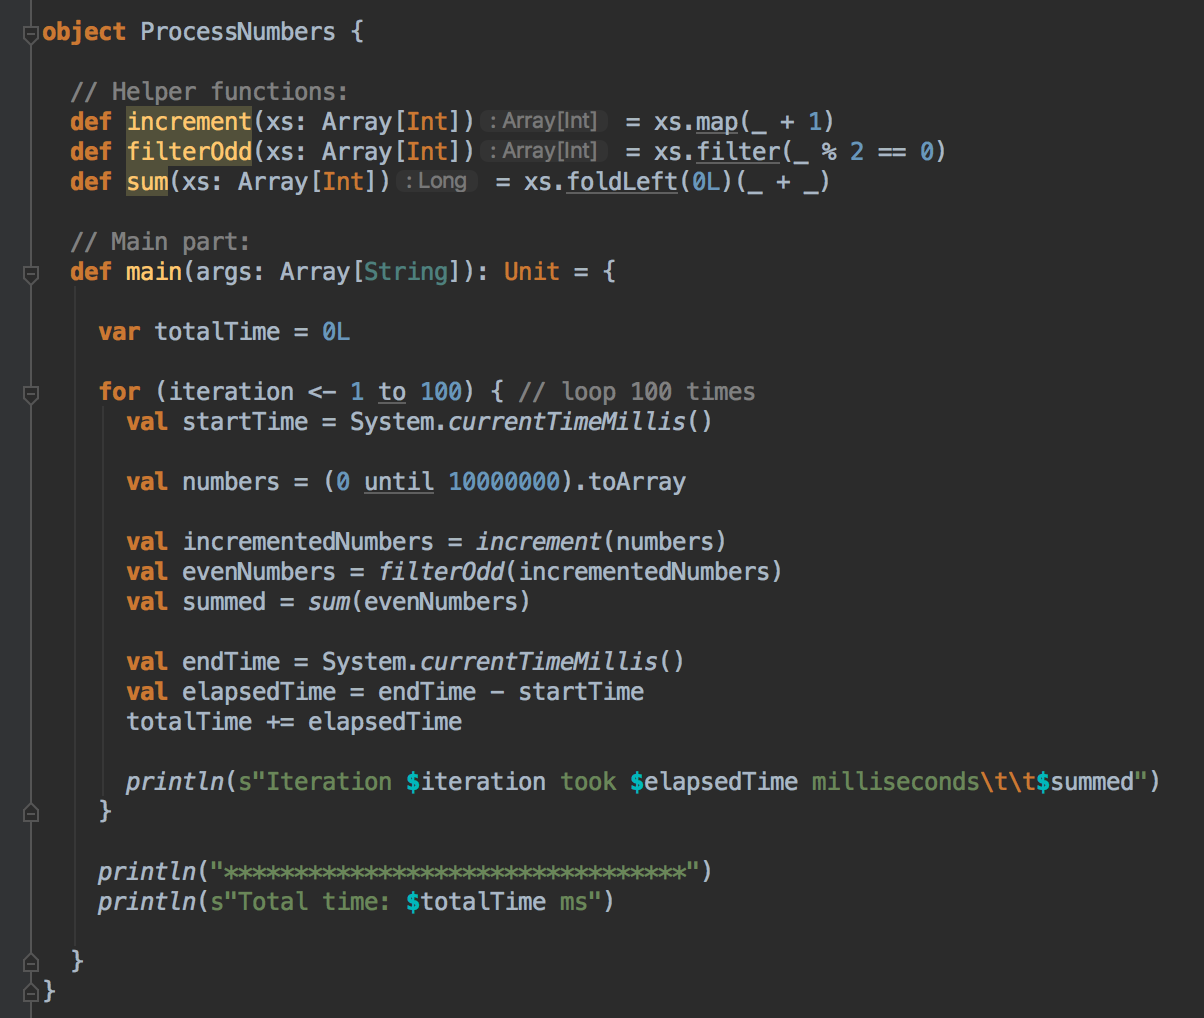 object ProcessNumbers {
// Helper functions:
def increment(xs: Array[Int]) : Array[Int] = xs.map(_ + 1)
def filterOdd(xs: Array[Int]) : Array[Int] = xs.filter(_ % 2 == 0)
def sum(xs: Array[Int]) : Long = xs.foldLeft(0L)(_ + _)
// Main part:
def main(args: Array[String]): Unit = {
var totalTime = 0L
for (iteration <- 1 to 100) { // loop 100 times
val startTime = System.currentTimeMillis()
val numbers = (0 until 10000000).toArray
val incrementedNumbers = increment(numbers)
val evenNumbers = filterOdd(incrementedNumbers)
val summed = sum(evenNumbers)
val endTime = System.currentTimeMillis()
val elapsedTime = endTime - startTime
totalTime += elapsedTime
println(s"Iteration $iteration took $elapsedTime milliseconds\t\t$summed")
}
println("*********************************")
println(s"Total time: $totalTime ms")
}
}